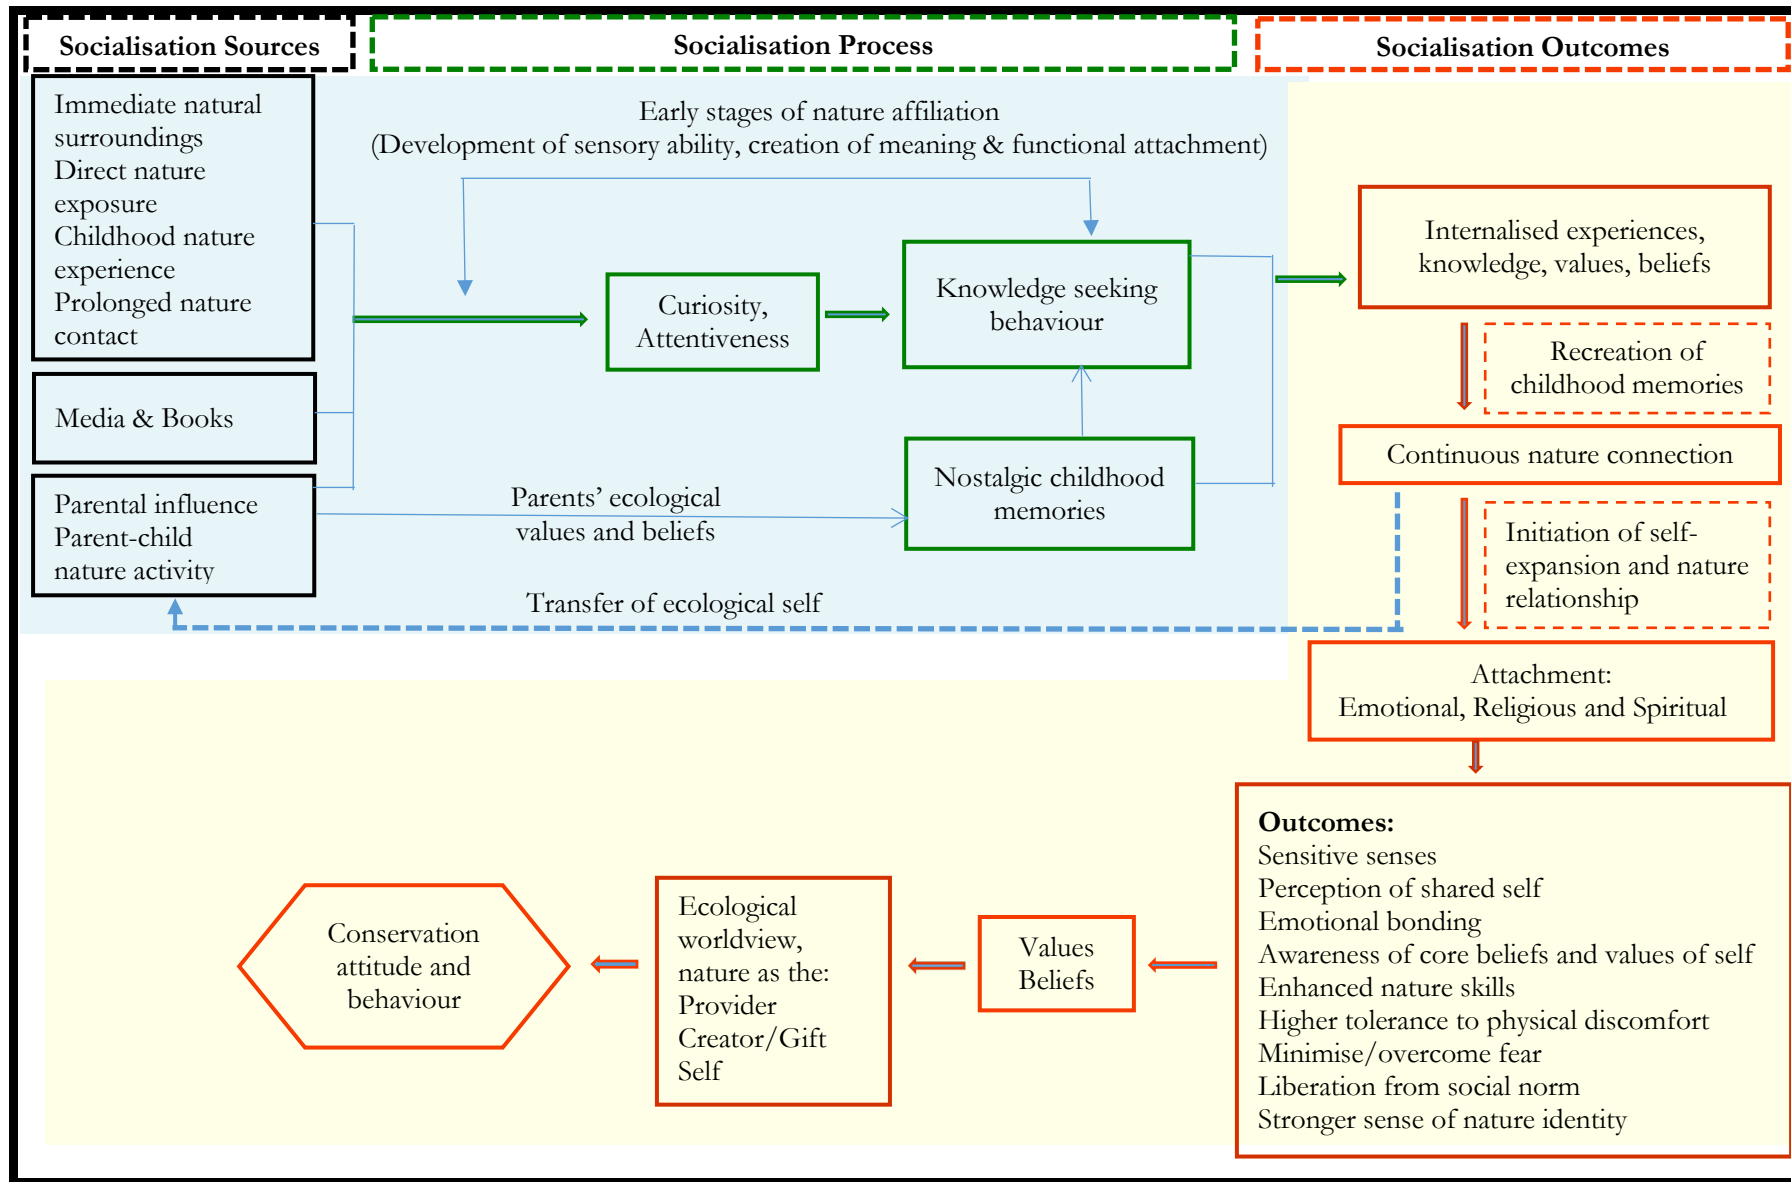 Socialisation Sources
Socialisation Process
Socialisation Outcomes
Immediate natural
surroundings
Direct nature
exposure
Childhood nature
experience
Prolonged nature
contact
Media & Books
Parental influence
Parent-child
nature activity
Early stages of nature affiliation
(Development of sensory ability, creation of meaning & functional attachment)
Curiosity,
Attentiveness
Knowledge seeking
behaviour
Nostalgic childhood
memories
Parents’ ecological
values and beliefs
Transfer of ecological self
Internalised experiences,
knowledge, values, beliefs
Recreation of
childhood memories
Continuous nature connection
Initiation of self-
expansion and nature
relationship
Attachment:
Emotional, Religious and Spiritual
Outcomes:
Sensitive senses
Perception of shared self
Emotional bonding
Awareness of core beliefs and values of self
Enhanced nature skills
Higher tolerance to physical discomfort
Minimise/overcome fear
Liberation from social norm
Stronger sense of nature identity
Values
Beliefs
Ecological
worldview,
nature as the:
Provider
Creator/Gift
Self
Conservation
attitude and
behaviour